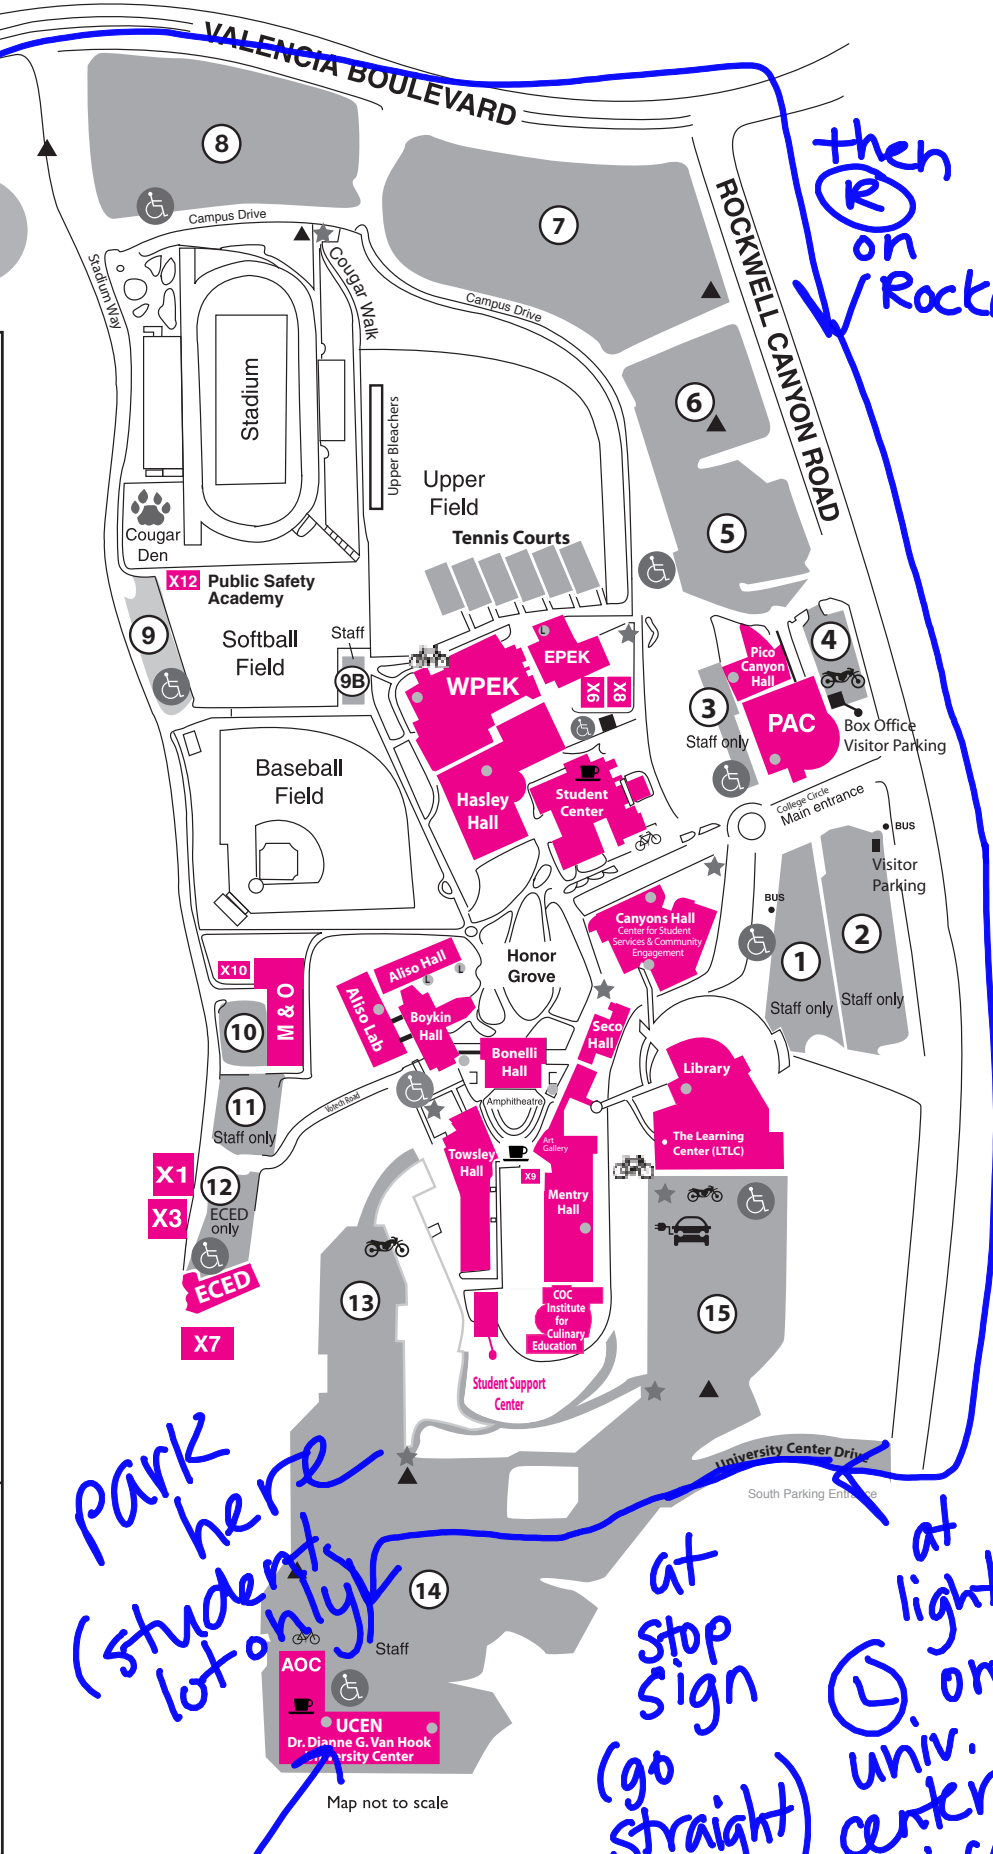 VALENCIA BOULEVARD
8
then
R
on
7
ROCKWELL CANYON ROAD
Campus Drive
Stadium Way
Cougar Walk
Campus Drive
Stadium
Upper Bleachers
6
Upper
Field
Cougar
Den
Tennis Courts
5
X12 Public Safety
Academy
9
Softball
Field
Staff
9B
L
EPEK
WPEK
X6
X8
4
Pico
Canyon
Hall
3
Staff only
PAC
Box Office
Visitor Parking
Baseball
Field
Hasley
Hall
Student
Center
College Circle
Main entrance
BUS
Visitor
Parking
BUS
Canyons Hall
Center for Student
Services & Community
Engagement
2
Staff only
1
Staff only
Honor
Grove
Aliso Hall
L
L
X10
M & O
Aliso Lab
Boykin
Hall
10
Seco
Hall
Bonelli
Hall
Library
11
Staff only
Votech Road
Amphitheatre
Art
Gallery
The Learning
Center (LTLC)
Towsley
Hall
X9
X1
12
ECED
only
X3
Mentry
Hall
ECED
13
COC
Institute
for
Culinary
Education
15
X7
Student Support
Center
park
here
(student
lot only)
University Center Drive
South Parking Entrance
14
Staff
at
stop
sign
(go
straight)
at
L
univ.
center
AOC
UCEN
Dr. Dianne G. Van Hook
University Center
Map not to scale